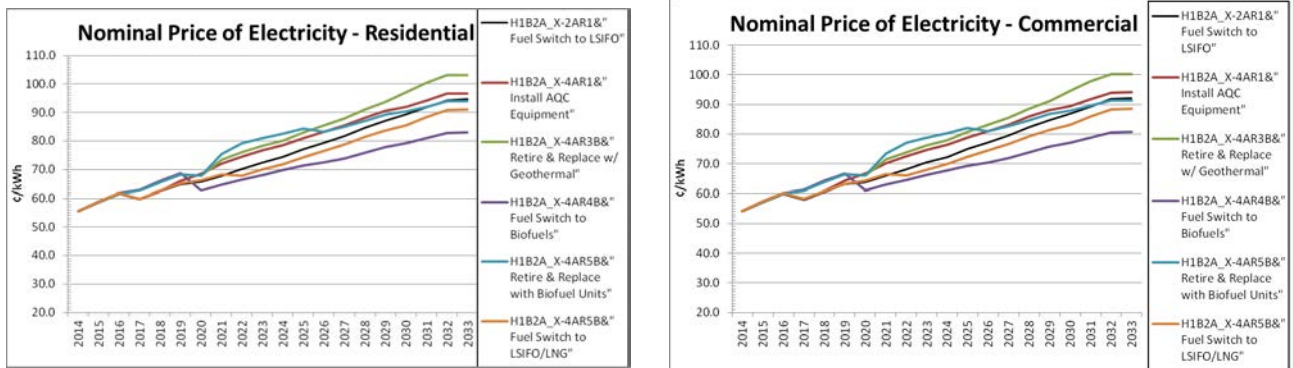 Nominal Price of Electricity - Residential
¢/kWh
110.0
100.0
90.0
80.0
70.0
60.0
50.0
40.0
30.0
20.0
2014 2015 2016 2017 2018 2019 2020 2021 2022 2023 2024 2025 2026 2027 2028 2029 2030 2031 2032 2033
H1B2A_X-2AR1&"
Fuel Switch to LSIFO"
H1B2A_X-4AR1&"
Install AQC
Equipment"
H1B2A_X-4AR3B&"
Retire & Replace w/
Geothermal"
H1B2A_X-4AR4B&"
Fuel Switch to
Biofuels"
H1B2A_X-4AR5B&"
Retire & Replace
with Biofuel Units"
H1B2A_X-4AR5B&"
Fuel Switch to
LSIFO/LNG"
Nominal Price of Electricity - Commercial
¢/kWh
110.0
100.0
90.0
80.0
70.0
60.0
50.0
40.0
30.0
20.0
2014 2015 2016 2017 2018 2019 2020 2021 2022 2023 2024 2025 2026 2027 2028 2029 2030 2031 2032 2033
H1B2A_X-2AR1&"
Fuel Switch to
LSIFO"
H1B2A_X-4AR1&"
Install AQC
Equipment"
H1B2A_X-4AR3B&"
Retire & Replace
w/ Geothermal"
H1B2A_X-4AR4B&"
Fuel Switch to
Biofuels"
H1B2A_X-4AR5B&"
Retire & Replace
with Biofuel Units"
H1B2A_X-4AR5B&"
Fuel Switch to
LSIFO/LNG"